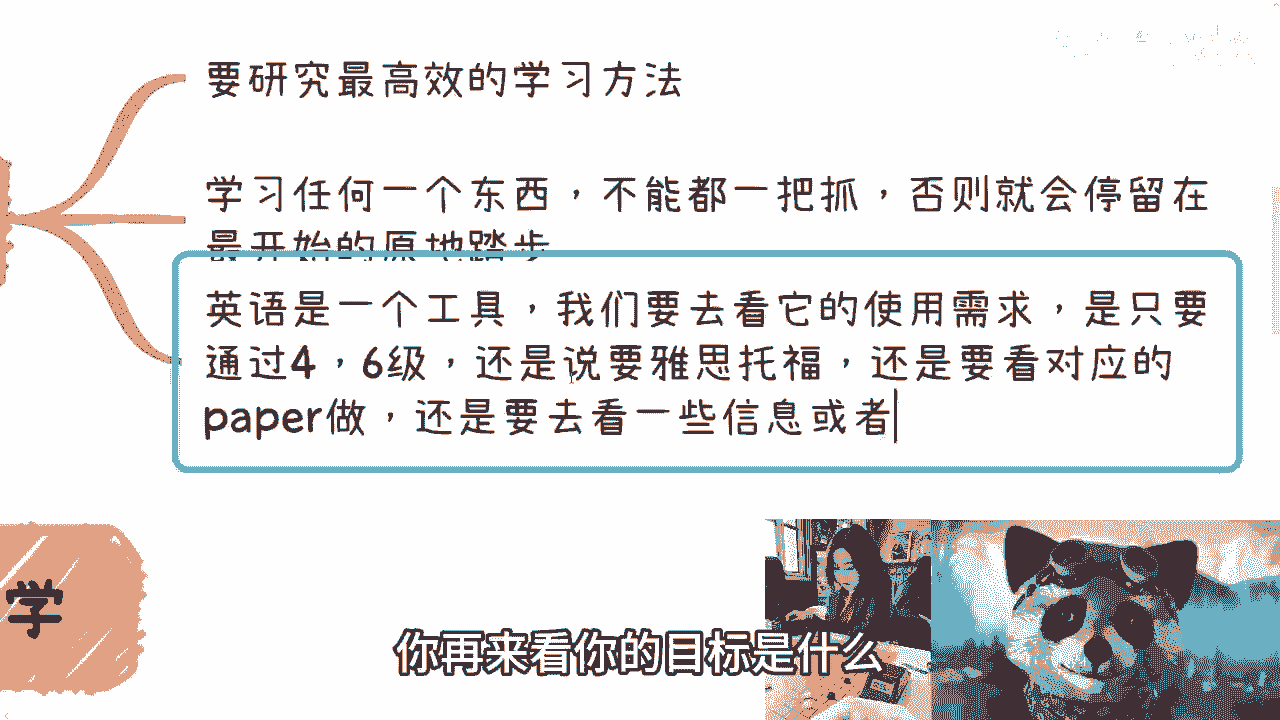 要研究最高效的学习方法
学习任何一个东西，不能都一把抓，否则就会停留在
最开始的原地踏步
英语是一个工具，我们要去看它的使用需求，是只要
通过4，6级，还是说要雅思托福，还是要看对应的
paper做，还是要去看一些信息或者
学
你再来看你的目标是什么